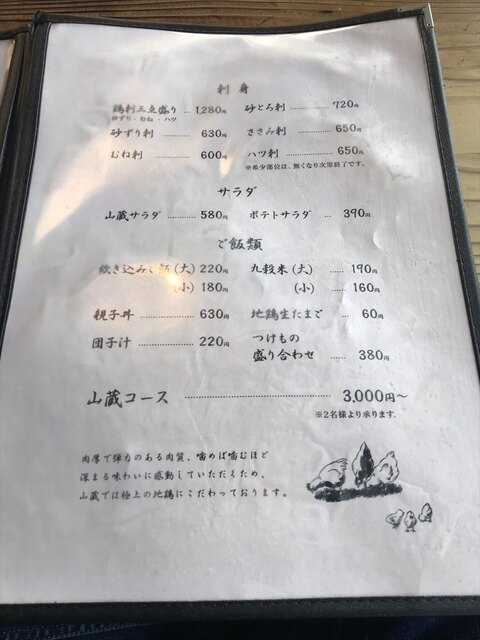 刺身
鶏刺三点盛り ... 1,280円 砂とろ刺 ... 720円
砂ずり・むね・ハツ
砂ずり刺 ... 630円 ささみ刺 ... 650円
むね刺 ... 600円 ハツ刺 ... 650円
※希少部位は、無くなり次第終了です。
サラダ
山蔵サラダ ... 580円 ポテトサラダ ... 390円
ご飯類
炊き込みご飯(大) 220円 九穀米(大) ... 190円
(小) 180円 (小) ... 160円
親子丼 ... 630円 地鶏生たまご ... 60円
団子汁 ... 220円 つけもの
盛り合わせ ... 380円
山蔵コース ... 3,000円～
※2名様より承ります.
肉厚で弾力のある肉質、噛めば噛むほど
深まる味わいに感動していただくため、
山蔵では極上の地鶏にこだわっております。